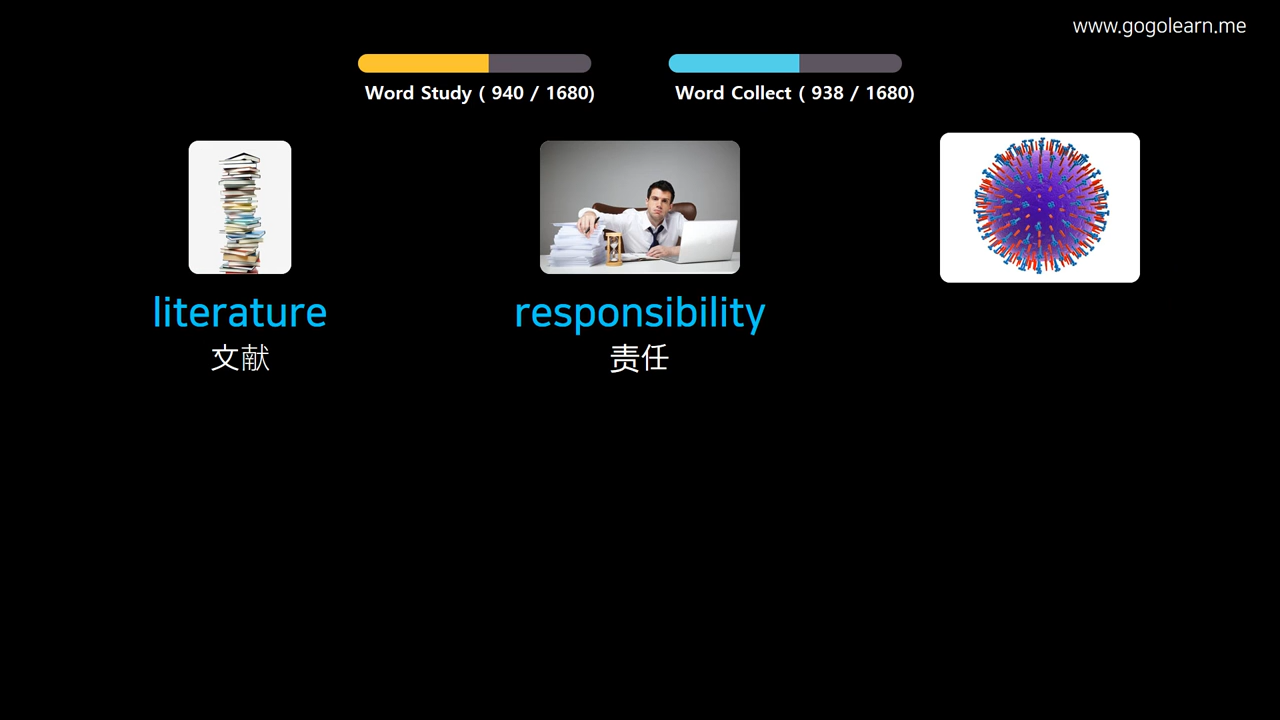 www.gogolearn.me
Word Study ( 940 / 1680)
Word Collect ( 938 / 1680)
literature
responsibility
文献
责任